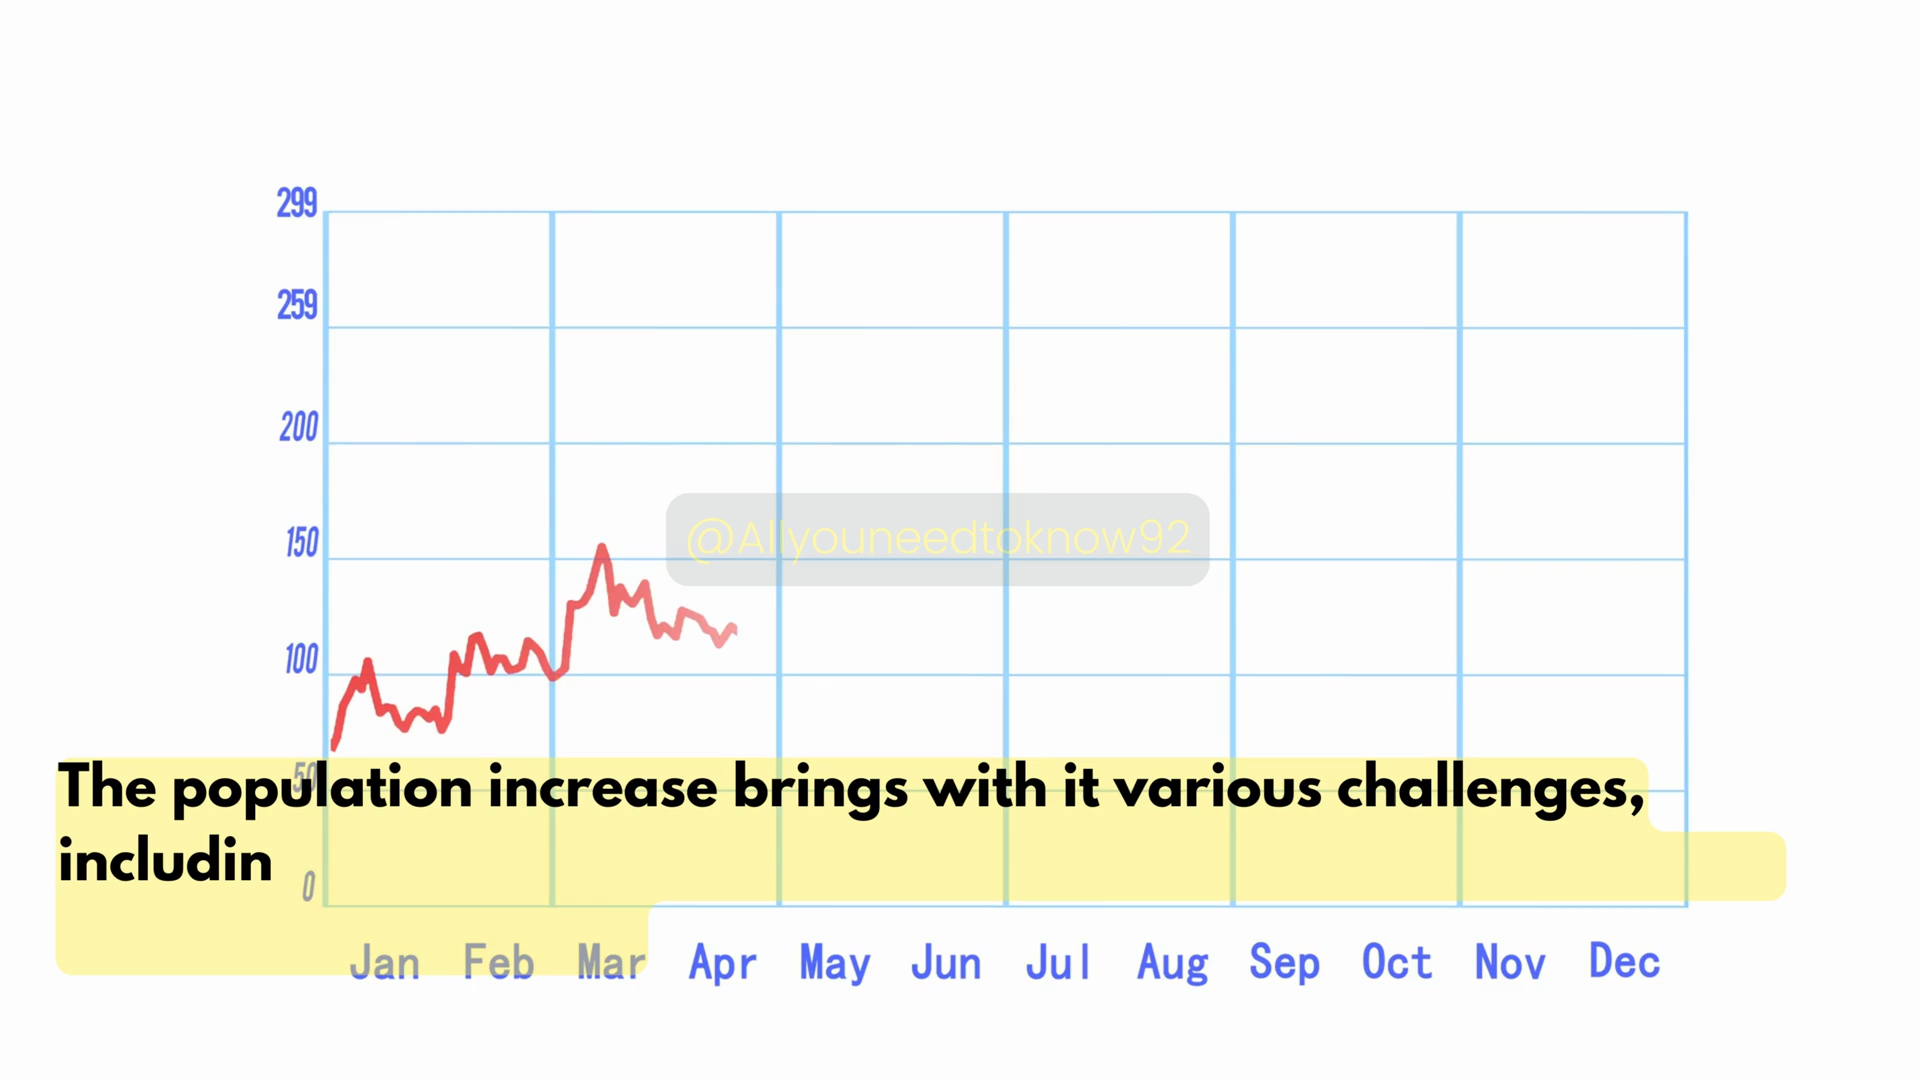 299
259
200
150
100
50
0
@Allyouneedtoknow92
The population increase brings with it various challenges,
includin
Jan Feb Mar Apr May Jun Jul Aug Sep Oct Nov Dec